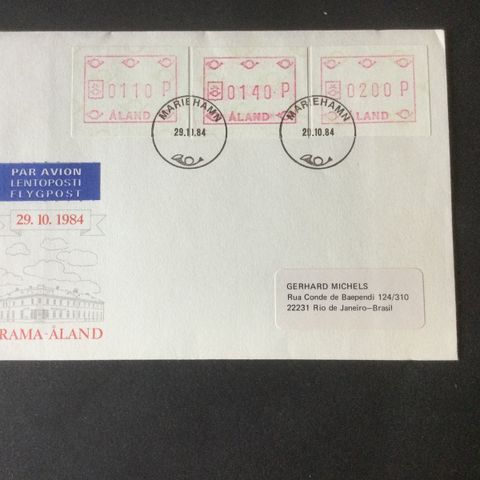 0110 P
ÅLAND
0140 P
ÅLAND
0200 P
ÅLAND
MARIEHAMN
29.10.84
MARIEHAMN
29.10.84
PAR AVION
LENTOPOSTI
FLYGPOST
29.10.1984
RAMA-ÅLAND
GERHARD MICHELS
Rua Conde de Baependi 124/310
22231 Rio de Janeiro–Brasil